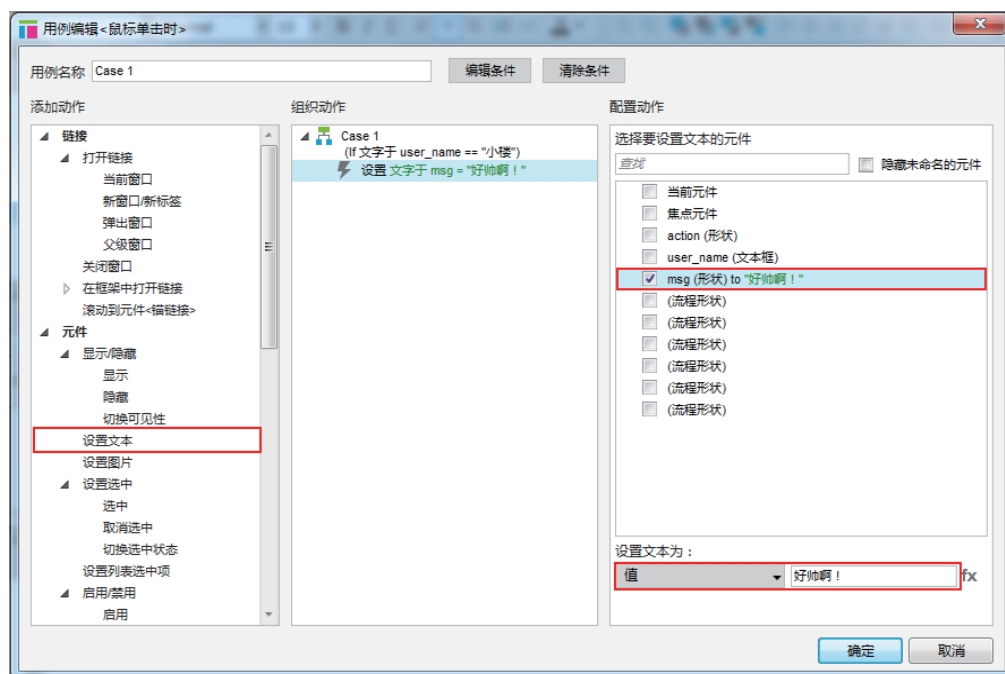 用例编辑<鼠标单击时>
用例名称 Case 1 编辑条件 清除条件
添加动作
链接
打开链接
当前窗口
新窗口/新标签
弹出窗口
父级窗口
关闭窗口
在框架中打开链接
滚动到元件<锚链接>
元件
显示/隐藏
显示
隐藏
切换可见性
设置文本
设置图片
设置选中
选中
取消选中
切换选中状态
设置列表选中项
启用/禁用
启用
组织动作
Case 1
(If 文字于 user_name == "小楼")
设置 文字于 msg = "好帅啊！"
配置动作
选择要设置文本的元件
查找 隐藏未命名的元件
当前元件
焦点元件
action (形状)
user_name (文本框)
msg (形状) to "好帅啊！"
(流程形状)
(流程形状)
(流程形状)
(流程形状)
(流程形状)
(流程形状)
设置文本为：
值 好帅啊！ fx
确定 取消